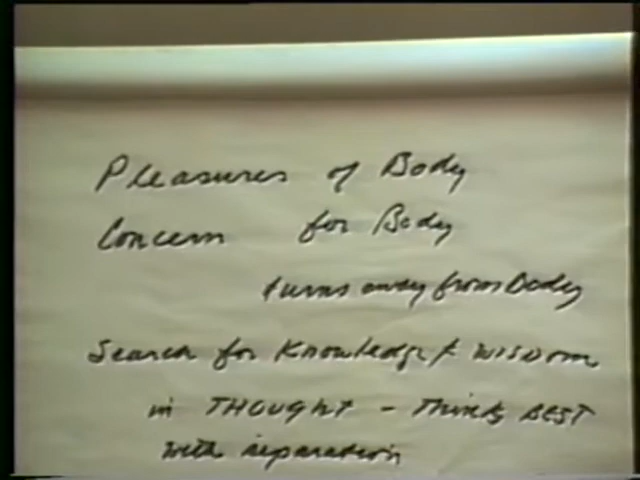 Pleasures of Body
Concern for Body
turns away from Body
Search for Knowledge & WISDOM
in THOUGHT - Thinks BEST
with separation